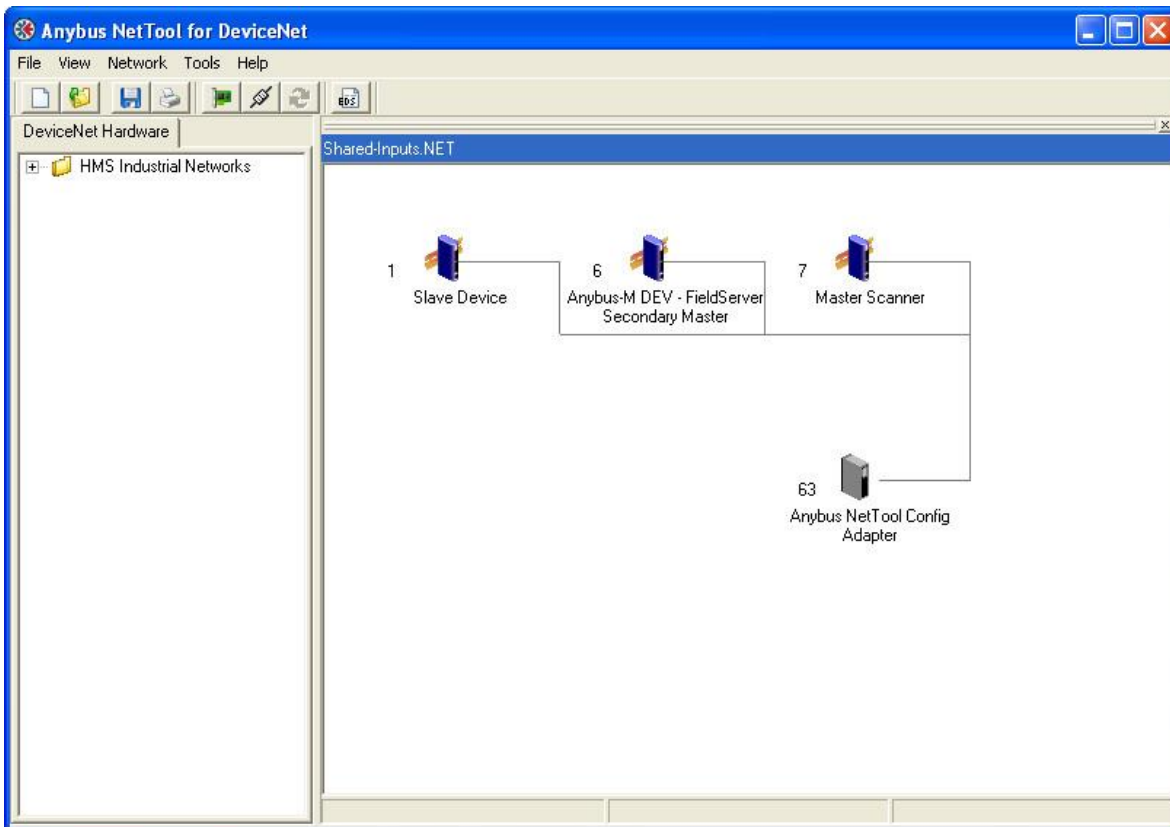 Anybus NetTool for DeviceNet
File View Network Tools Help
EDS
DeviceNet Hardware
HMS Industrial Networks
Shared-Inputs.NET
1
Slave Device
6
Anybus-M DEV - FieldServer
Secondary Master
7
Master Scanner
63
Anybus NetTool Config
Adapter